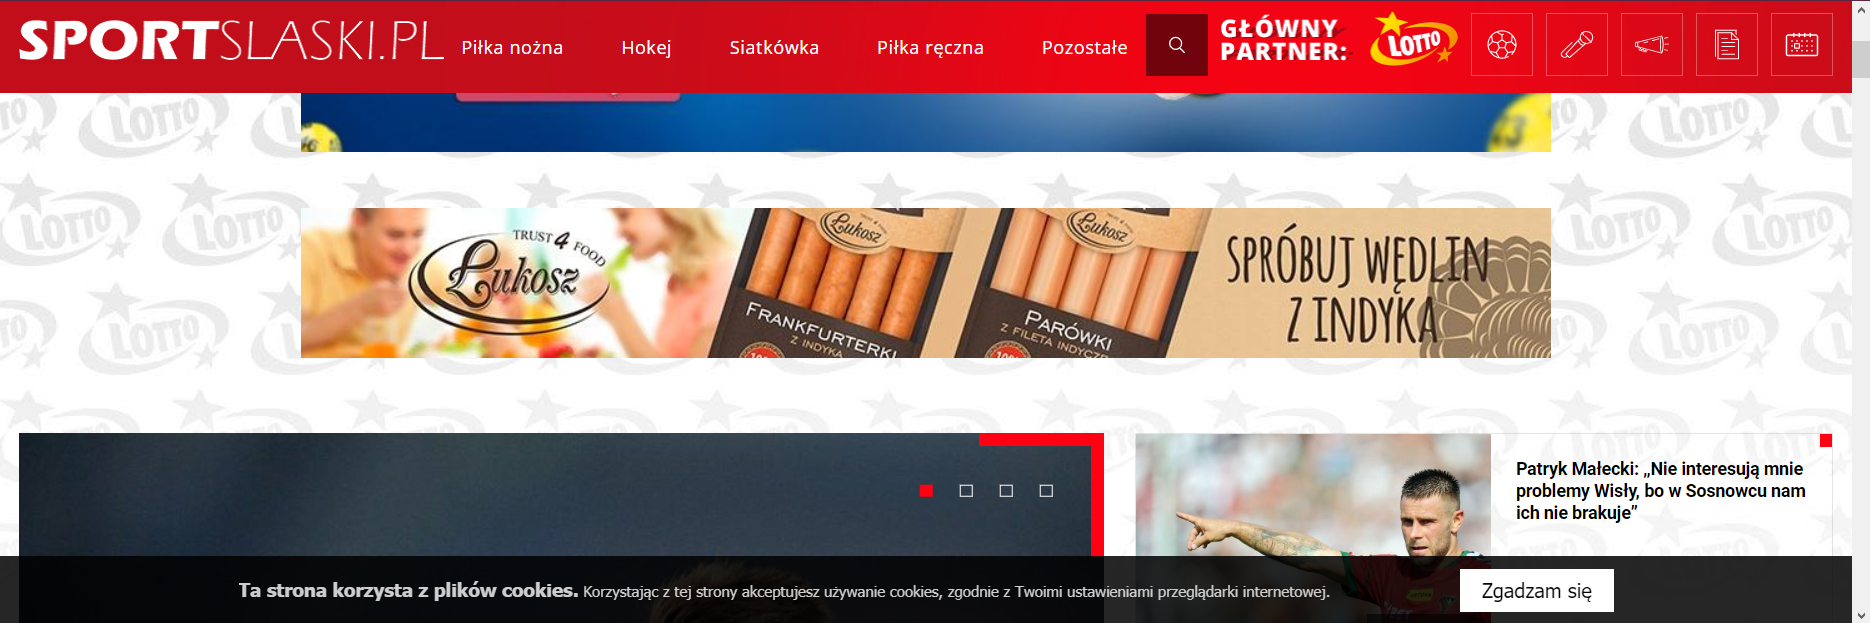 SPORTSLASKI.PL
Piłka nożna
Hokej
Siatkówka
Piłka ręczna
Pozostałe
GŁÓWNY
PARTNER:
LOTTO
TRUST 4 FOOD
Łukosz
Łukosz
FRANKFURTERKI
Z INDYKA
Łukosz
PARÓWKI
Z FILETA INDYCZE
SPRÓBUJ WĘDLIN
Z INDYKA
Patryk Małecki: „Nie interesują mnie
problemy Wisły, bo w Sosnowcu nam
ich nie brakuje”
Ta strona korzysta z plików cookies. Korzystając z tej strony akceptujesz używanie cookies, zgodnie z Twoimi ustawieniami przeglądarki internetowej.
Zgadzam się